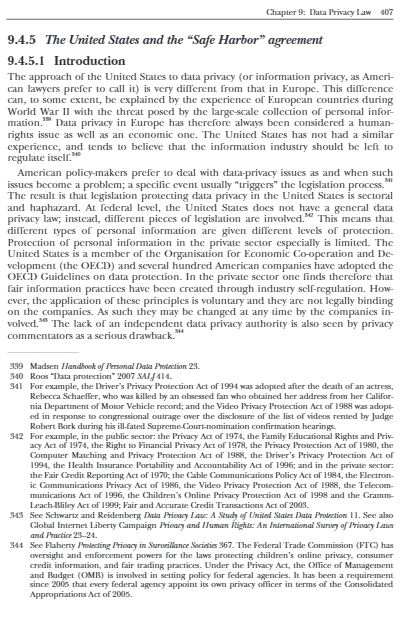 Chapter 9: Data Privacy Law 407
9.4.5 The United States and the “Safe Harbor” agreement
9.4.5.1 Introduction
The approach of the United States to data privacy (or information privacy, as Ameri-
can lawyers prefer to call it) is very different from that in Europe. This difference
can, to some extent, be explained by the experience of European countries during
World War II with the threat posed by the large-scale collection of personal infor-
mation.339 Data privacy in Europe has therefore always been considered a human-
rights issue as well as an economic one. The United States has not had a similar
experience, and tends to believe that the information industry should be left to
regulate itself.340
American policy-makers prefer to deal with data-privacy issues as and when such
issues become a problem; a specific event usually “triggers” the legislation process.341
The result is that legislation protecting data privacy in the United States is sectoral
and haphazard. At federal level, the United States does not have a general data
privacy law; instead, different pieces of legislation are involved.342 This means that
different types of personal information are given different levels of protection.
Protection of personal information in the private sector especially is limited. The
United States is a member of the Organisation for Economic Co-operation and De-
velopment (the OECD) and several hundred American companies have adopted the
OECD Guidelines on data protection. In the private sector one finds therefore that
fair information practices have been created through industry self-regulation. How-
ever, the application of these principles is voluntary and they are not legally binding
on the companies. As such they may be changed at any time by the companies in-
volved.343 The lack of an independent data privacy authority is also seen by privacy
commentators as a serious drawback.344
339 Madsen Handbook of Personal Data Protection 23.
340 Roos “Data protection” 2007 SALJ 414.
341 For example, the Driver’s Privacy Protection Act of 1994 was adopted after the death of an actress,
Rebecca Schaeffer, who was killed by an obsessed fan who obtained her address from her Califor-
nia Department of Motor Vehicle record; and the Video Privacy Protection Act of 1988 was adopt-
ed in response to congressional outrage over the disclosure of the list of videos rented by Judge
Robert Bork during his ill-fated Supreme-Court-nomination confirmation hearings.
342 For example, in the public sector: the Privacy Act of 1974, the Family Educational Rights and Priv-
acy Act of 1974, the Right to Financial Privacy Act of 1978, the Privacy Protection Act of 1980, the
Computer Matching and Privacy Protection Act of 1988, the Driver’s Privacy Protection Act of
1994, the Health Insurance Portability and Accountability Act of 1996; and in the private sector:
the Fair Credit Reporting Act of 1970; the Cable Communications Policy Act of 1984, the Electron-
ic Communications Privacy Act of 1986, the Video Privacy Protection Act of 1988, the Telecom-
munications Act of 1996, the Children’s Online Privacy Protection Act of 1998 and the Gramm-
Leach-Bliley Act of 1999; Fair and Accurate Credit Transactions Act of 2003.
343 See Schwartz and Reidenberg Data Privacy Law: A Study of United States Data Protection 11. See also
Global Internet Liberty Campaign Privacy and Human Rights: An International Survey of Privacy Laws
and Practice 23–24.
344 See Flaherty Protecting Privacy in Surveillance Societies 367. The Federal Trade Commission (FTC) has
oversight and enforcement powers for the laws protecting children’s online privacy, consumer
credit information, and fair trading practices. Under the Privacy Act, the Office of Management
and Budget (OMB) is involved in setting policy for federal agencies. It has been a requirement
since 2005 that every federal agency appoint its own privacy officer in terms of the Consolidated
Appropriations Act of 2005.